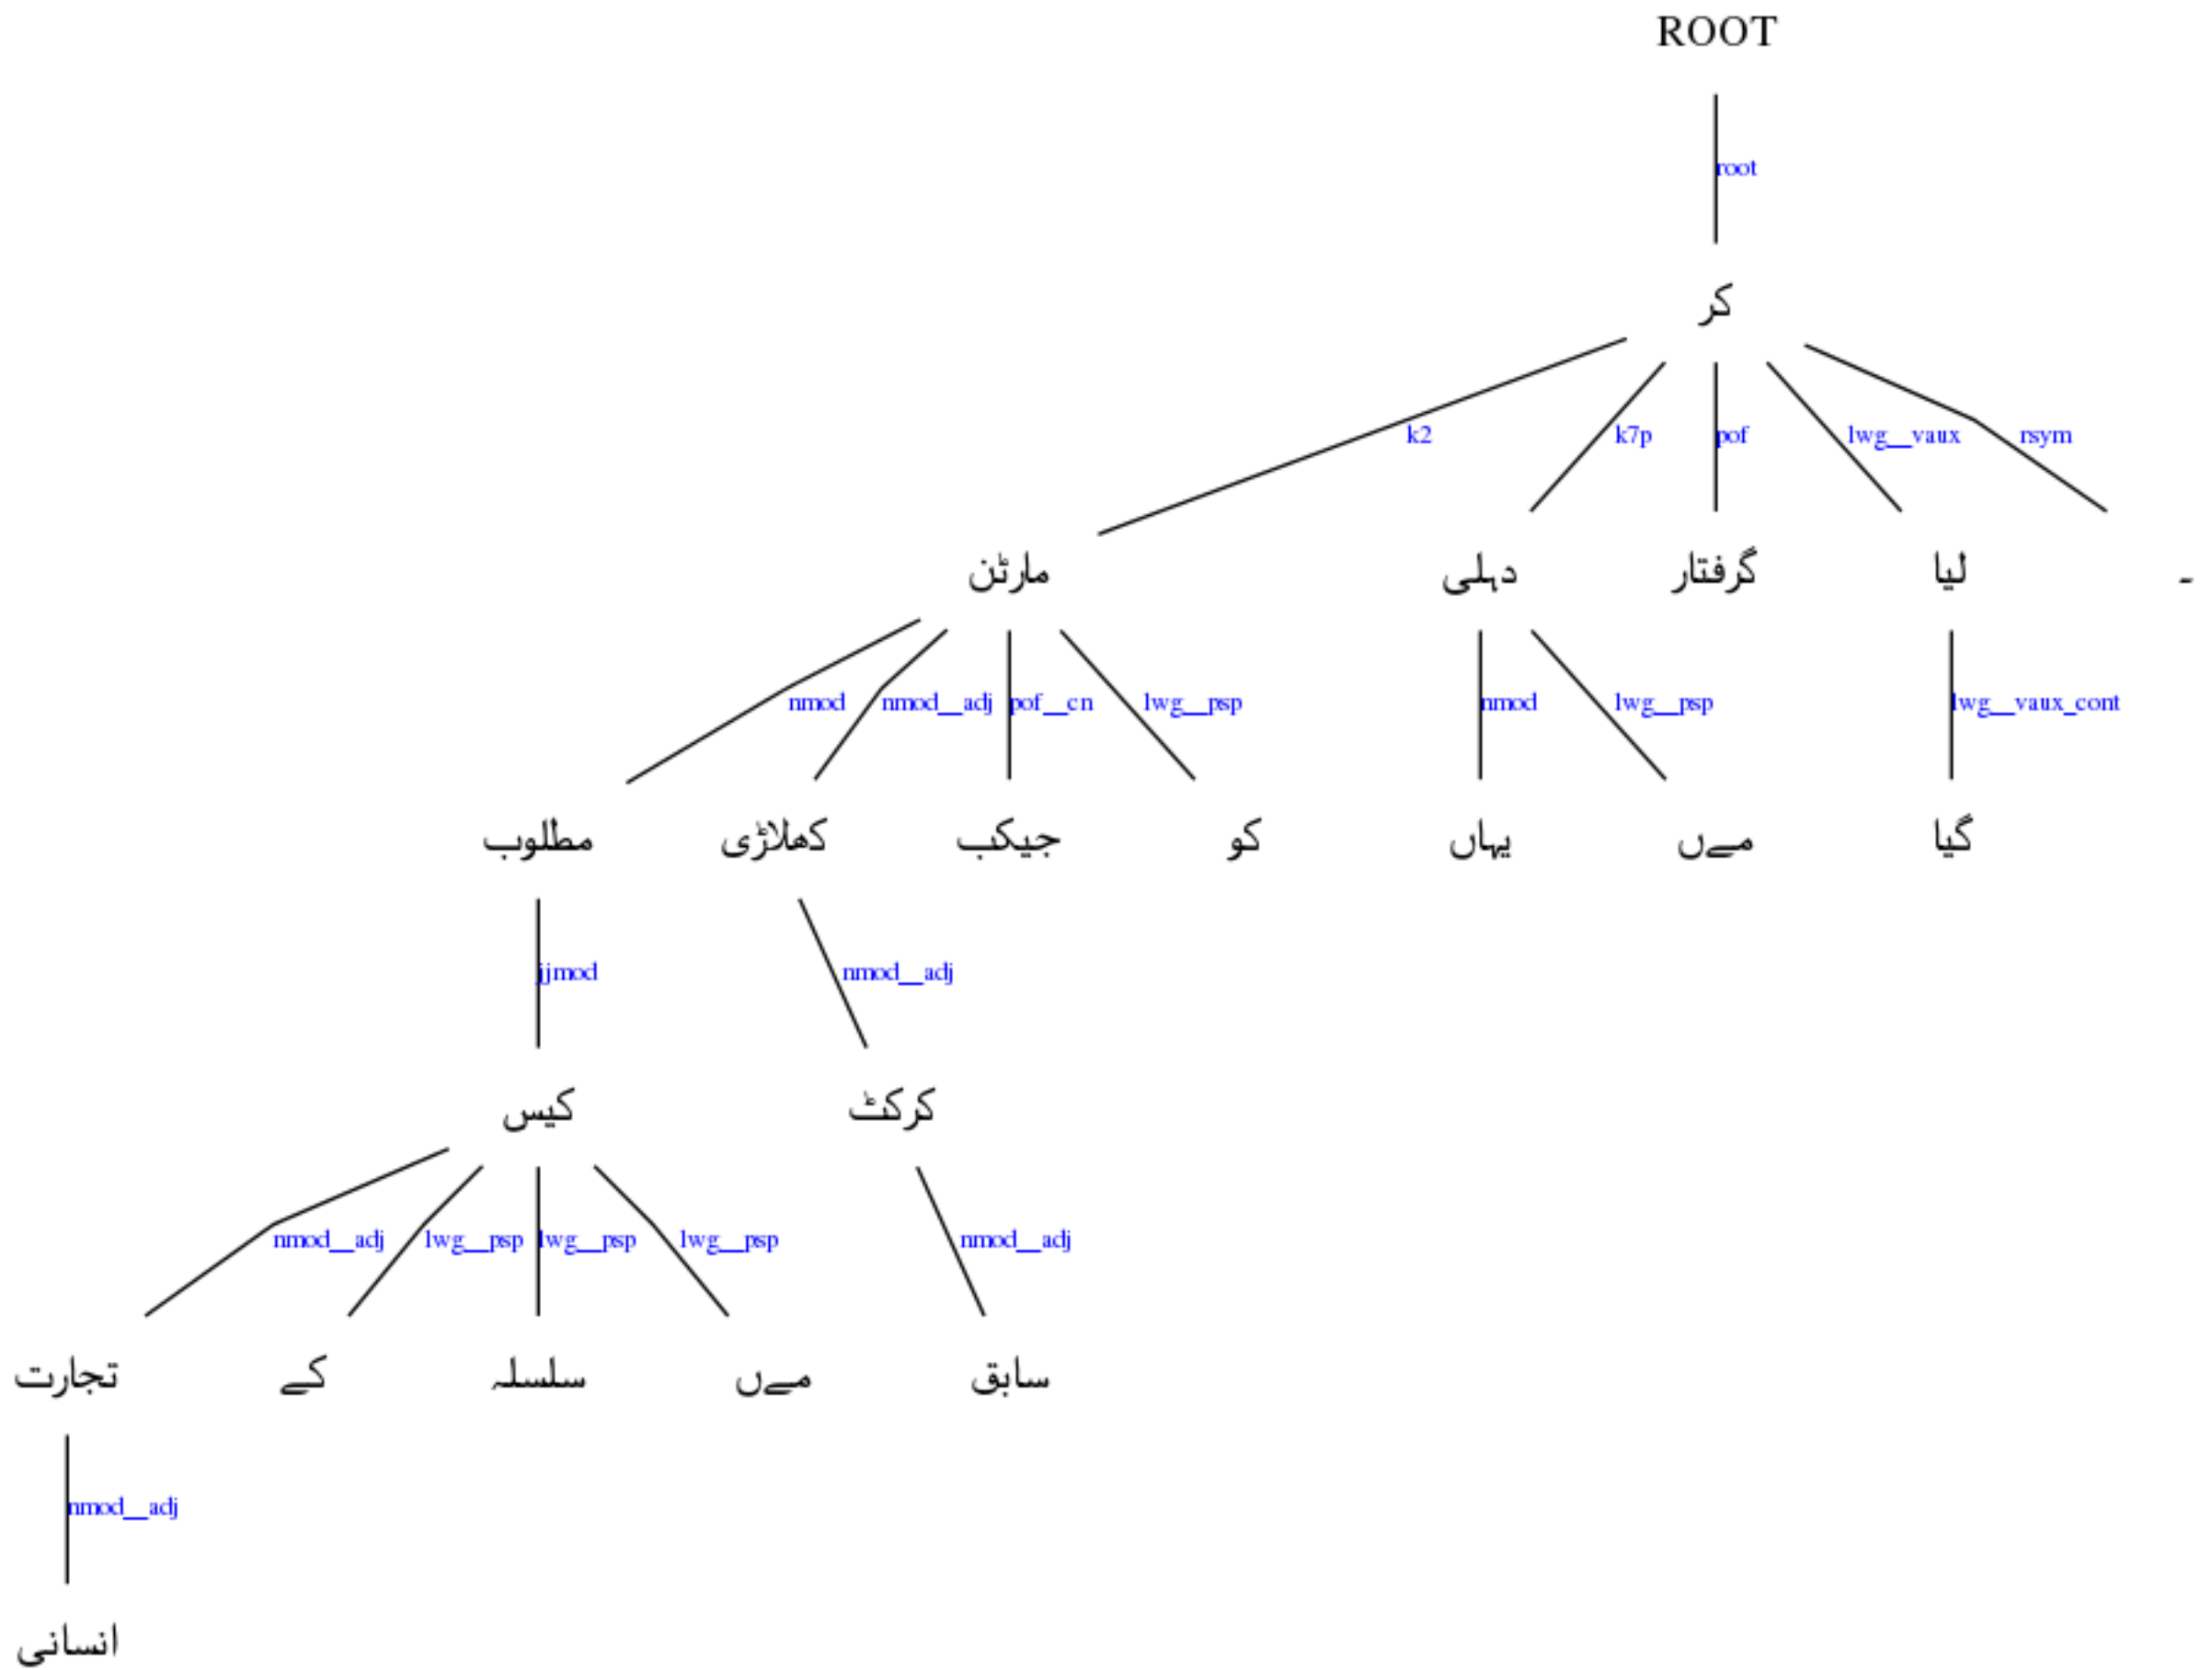 ROOT
root
کر
k2 k7p pof lwg__vaux rsym
مارٹن دہلی گرفتار لیا ۔
nmod nmod__adj pof__cn lwg__psp nmod lwg__psp lwg__vaux_cont
مطلوب کھلاڑی جیکب کو یہاں مےں گیا
jjmod nmod__adj
کیس کرکٹ
nmod__adj lwg__psp lwg__psp lwg__psp nmod__adj
تجارت کے سلسلہ مےں سابق
nmod__adj
انسانی